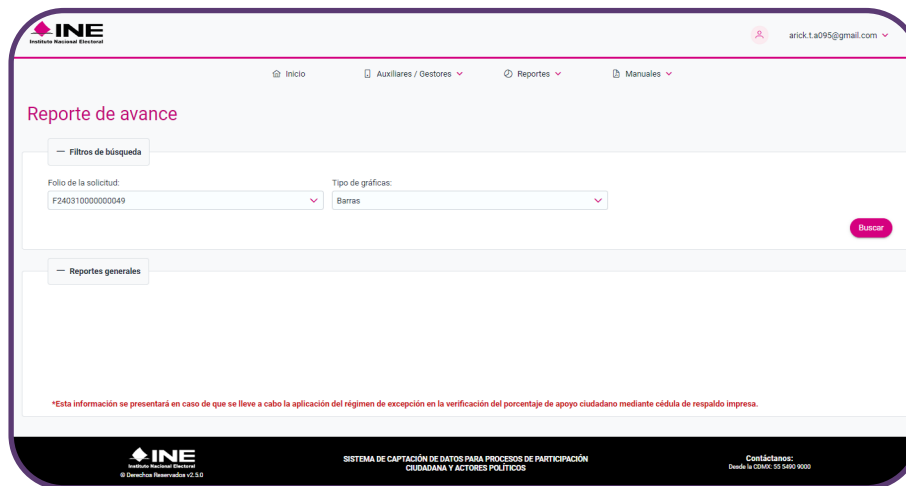 INE
Instituto Nacional Electoral
arick.t.a095@gmail.com
Inicio
Auxiliares / Gestores
Reportes
Manuales
Reporte de avance
— Filtros de búsqueda
Folio de la solicitud:
Tipo de gráficas:
F240310000000049
Barras
Buscar
— Reportes generales
*Esta información se presentará en caso de que se lleve a cabo la aplicación del régimen de excepción en la verificación del porcentaje de apoyo ciudadano mediante cédula de respaldo impresa.
INE
Instituto Nacional Electoral
© Derechos Reservados v2.5.0
SISTEMA DE CAPTACIÓN DE DATOS PARA PROCESOS DE PARTICIPACIÓN
CIUDADANA Y ACTORES POLÍTICOS
Contáctanos:
Desde la CDMX: 55 5490 9000